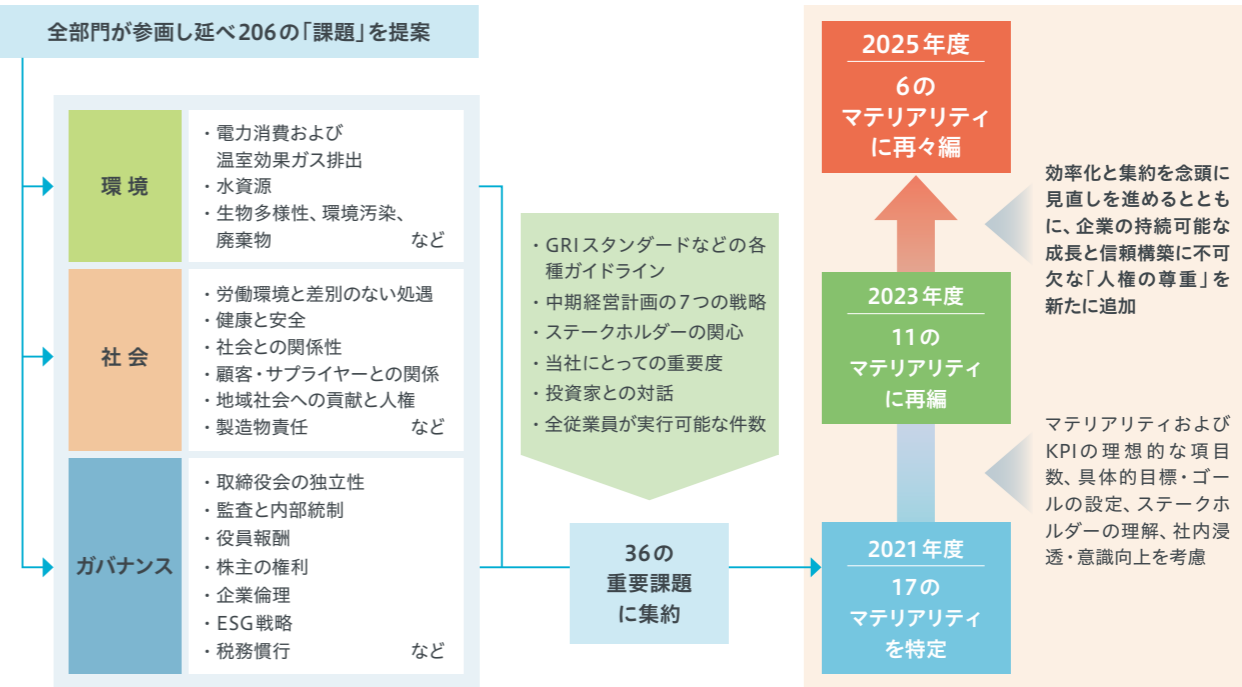 全部門が参画し延べ206の「課題」を提案
環境
・電力消費および
温室効果ガス排出
・水資源
・生物多様性、環境汚染、
廃棄物 など
社会
・労働環境と差別のない処遇
・健康と安全
・社会との関係性
・顧客・サプライヤーとの関係
・地域社会への貢献と人権
・製造物責任 など
ガバナンス
・取締役会の独立性
・監査と内部統制
・役員報酬
・株主の権利
・企業倫理
・ESG戦略
・税務慣行 など
・GRIスタンダードなどの各
種ガイドライン
・中期経営計画の7つの戦略
・ステークホルダーの関心
・当社にとっての重要度
・投資家との対話
・全従業員が実行可能な件数
36の
重要課題
に集約
2025年度
6の
マテリアリティ
に再々編
効率化と集約を念頭に
見直しを進めるととも
に、企業の持続可能な
成長と信頼構築に不可
欠な「人権の尊重」を
新たに追加
2023年度
11の
マテリアリティ
に再編
マテリアリティおよび
KPIの理想的な項目
数、具体的目標・ゴー
ルの設定、ステークホ
ルダーの理解、社内浸
透・意識向上を考慮
2021年度
17の
マテリアリティ
を特定